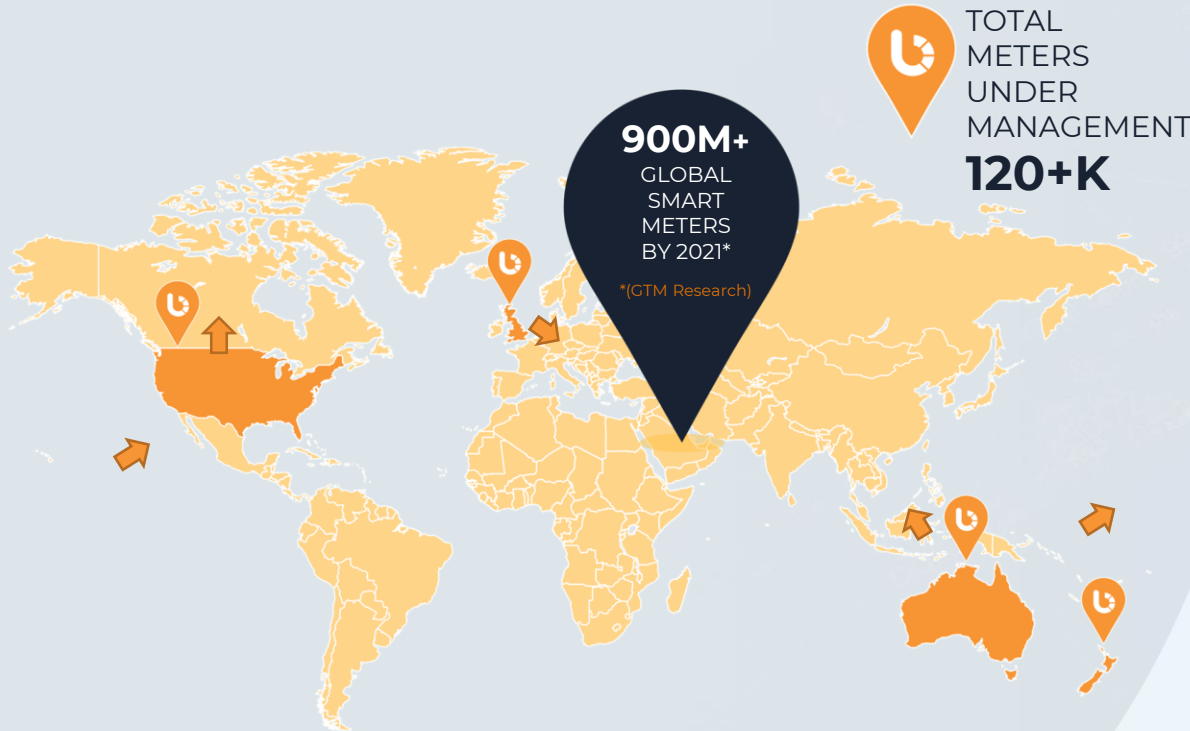 TOTAL
METERS
UNDER
MANAGEMENT
120+K
900M+
GLOBAL
SMART
METERS
BY 2021*
*(GTM Research)